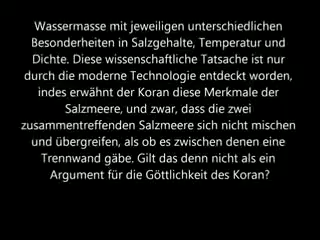 Wassermasse mit jeweiligen unterschiedlichen
Besonderheiten in Salzgehalte, Temperatur und
Dichte. Diese wissenschaftliche Tatsache ist nur
durch die moderne Technologie entdeckt worden,
indes erwähnt der Koran diese Merkmale der
Salzmeere, und zwar, dass die zwei
zusammentreffenden Salzmeere sich nicht mischen
und übergreifen, als ob es zwischen denen eine
Trennwand gäbe. Gilt das denn nicht als ein
Argument für die Göttlichkeit des Koran?